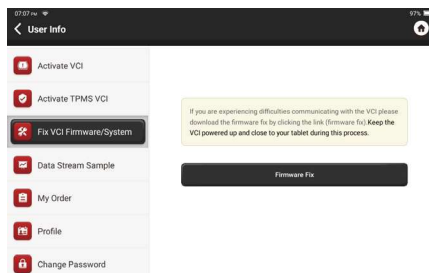 07:07 PM
97%
User Info
Activate VCI
Activate TPMS VCI
Fix VCI Firmware/System
Data Stream Sample
My Order
Profile
Change Password
If you are experiencing difficulties communicating with the VCI please
download the firmware fix by clicking the link (firmware fix).Keep the
VCI powered up and close to your tablet during this process.
Firmware Fix